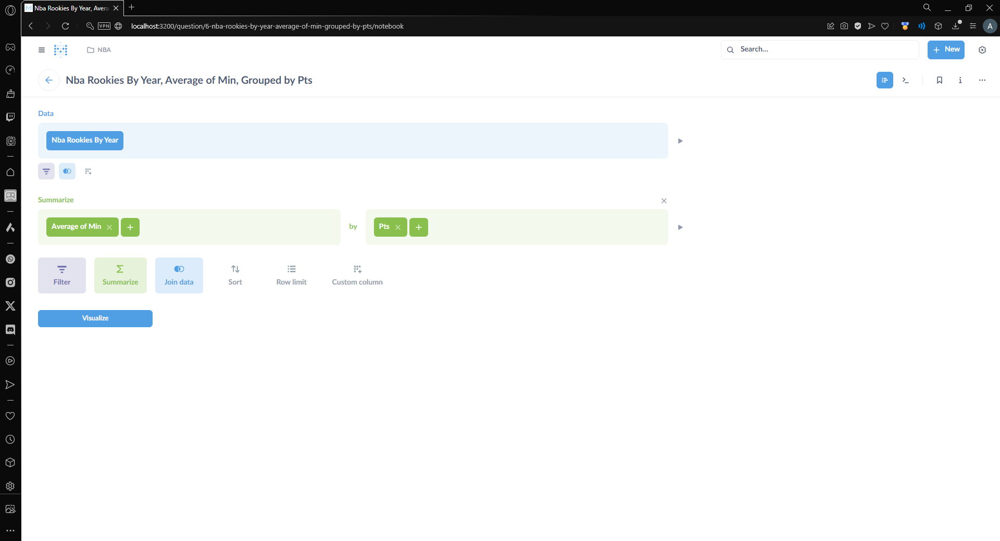 Nba Rookies By Year, Avera
VPN
localhost:3200/question/6-nba-rookies-by-year-average-of-min-grouped-by-pts/notebook
A
NBA
Search...
New
Nba Rookies By Year, Average of Min, Grouped by Pts
Data
Nba Rookies By Year
Summarize
Average of Min
by
Pts
Filter
Summarize
Join data
Sort
Row limit
Custom column
Visualize